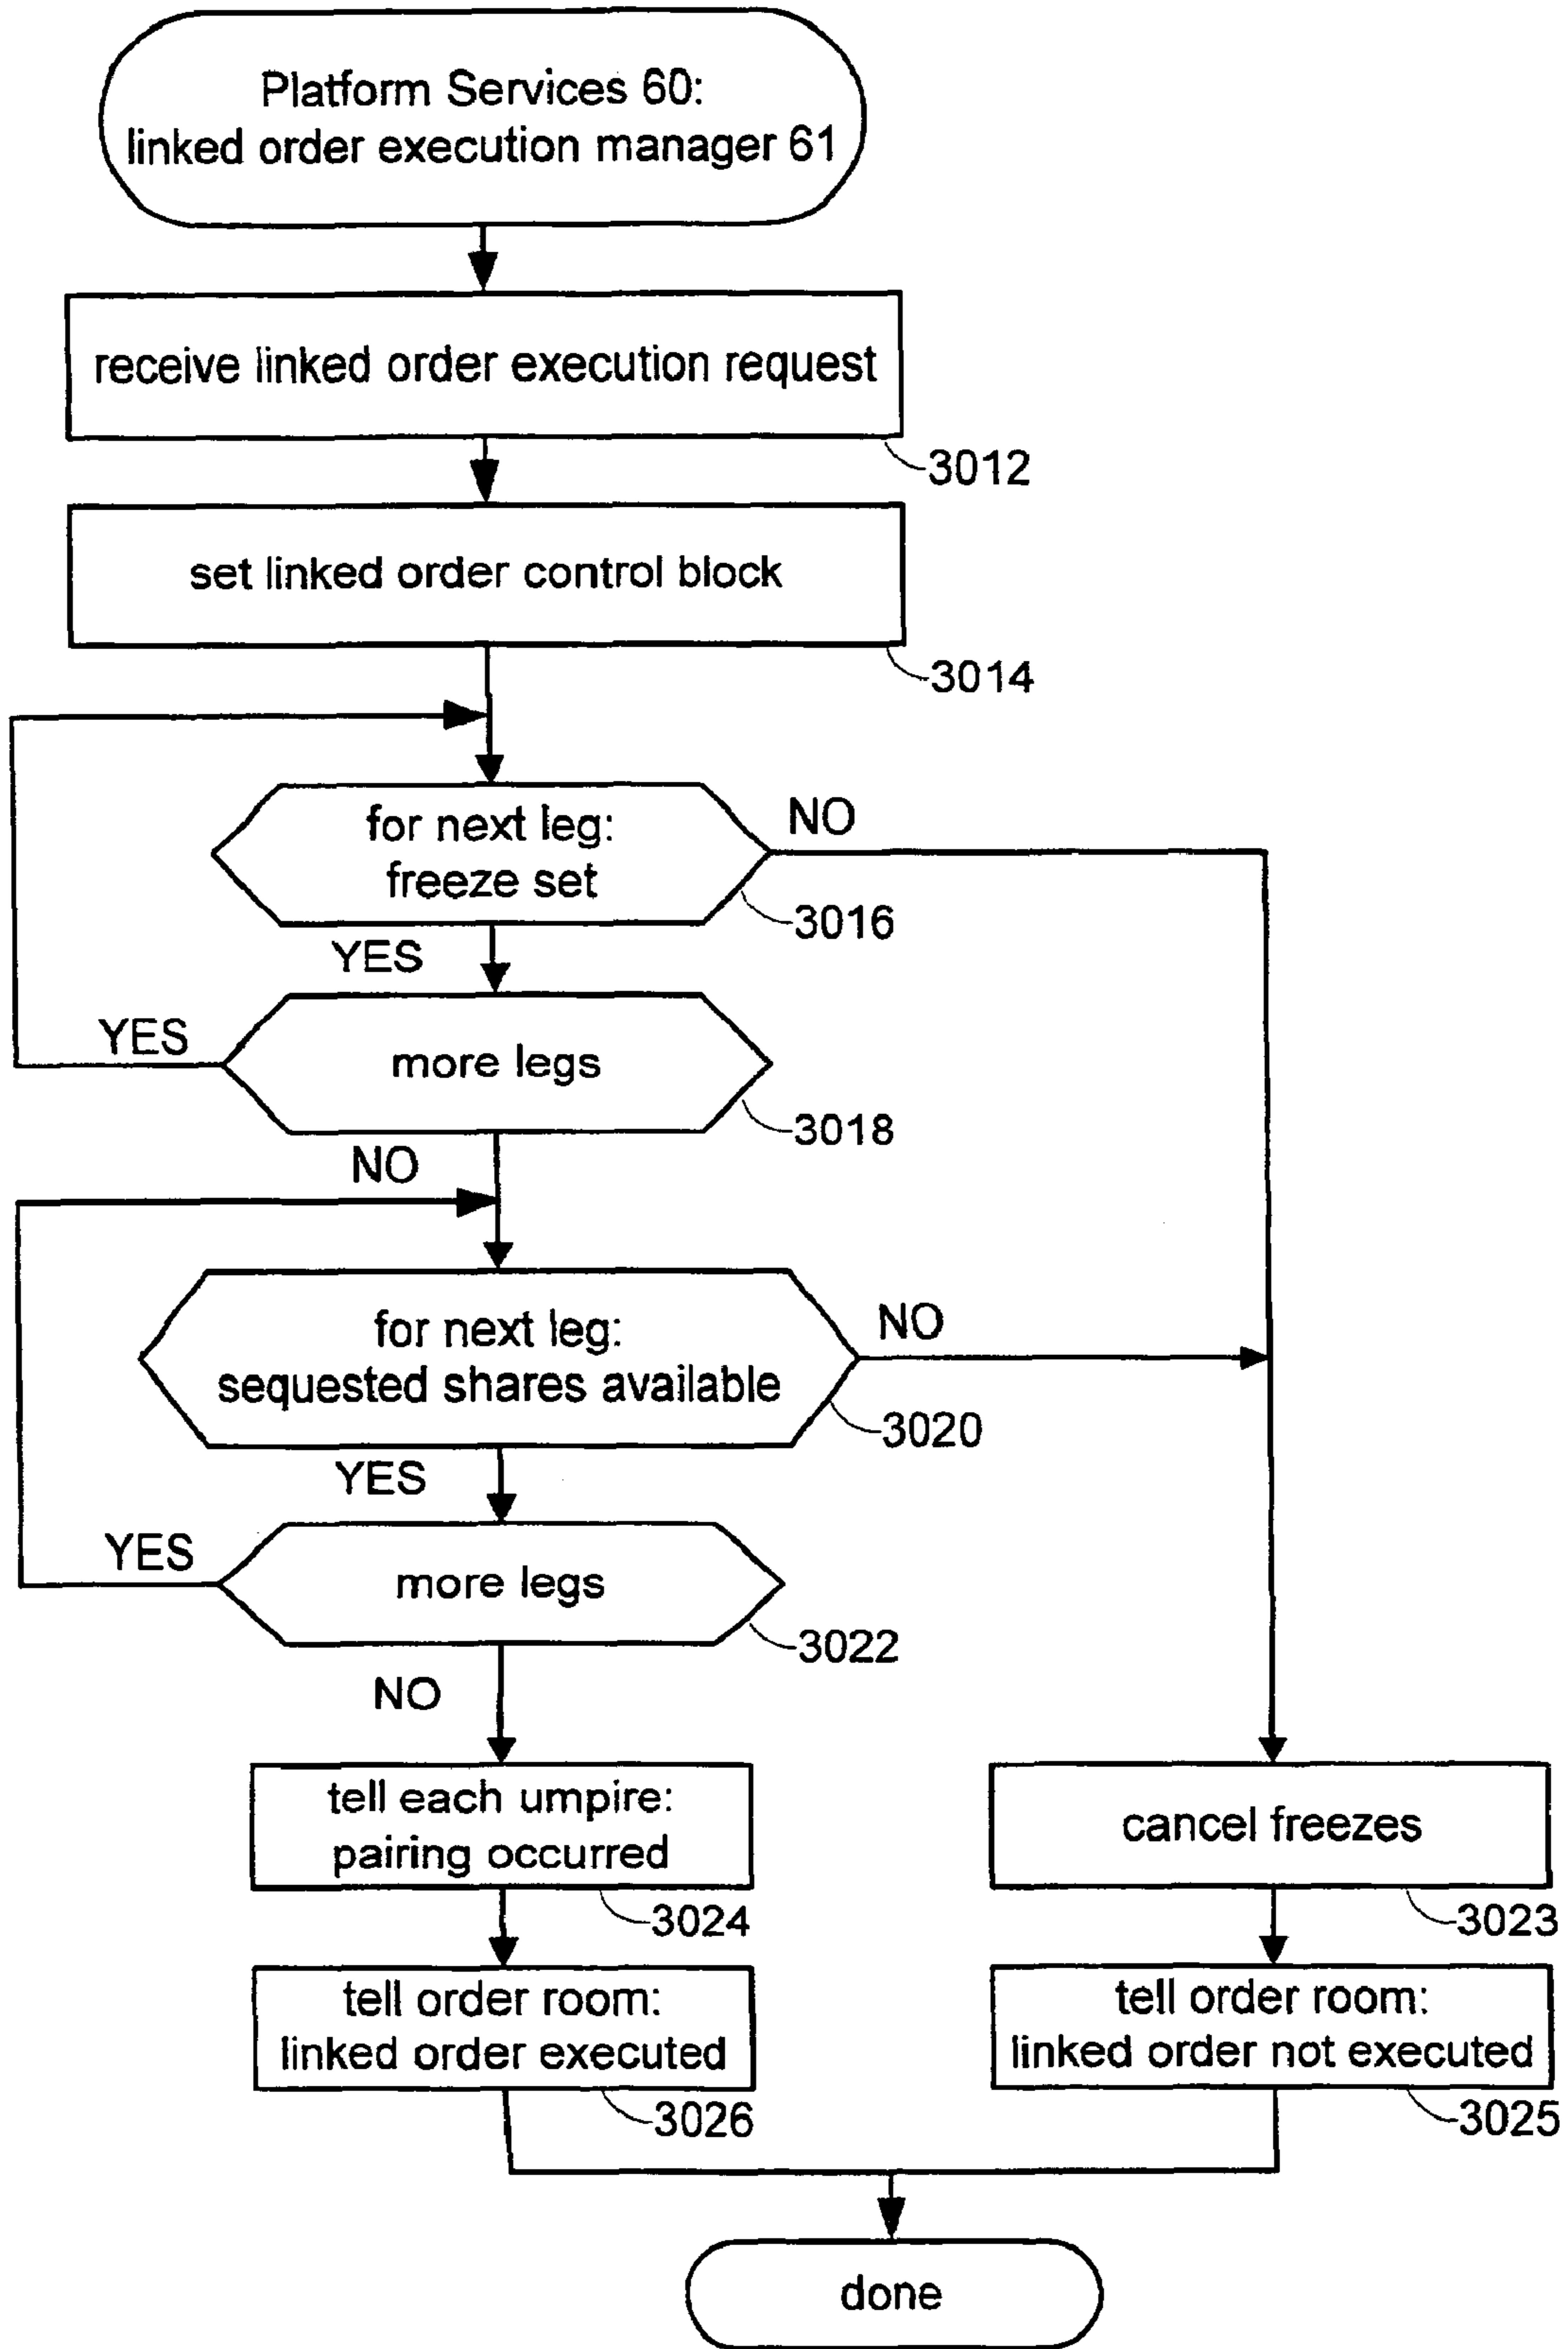 Platform Services 60:
linked order execution manager 61
receive linked order execution request
3012
set linked order control block
3014
for next leg:
freeze set
NO
3016
YES
more legs
YES
3018
NO
for next leg:
sequested shares available
NO
3020
YES
more legs
YES
3022
NO
tell each umpire:
pairing occurred
3024
cancel freezes
3023
tell order room:
linked order executed
3026
tell order room:
linked order not executed
3025
done